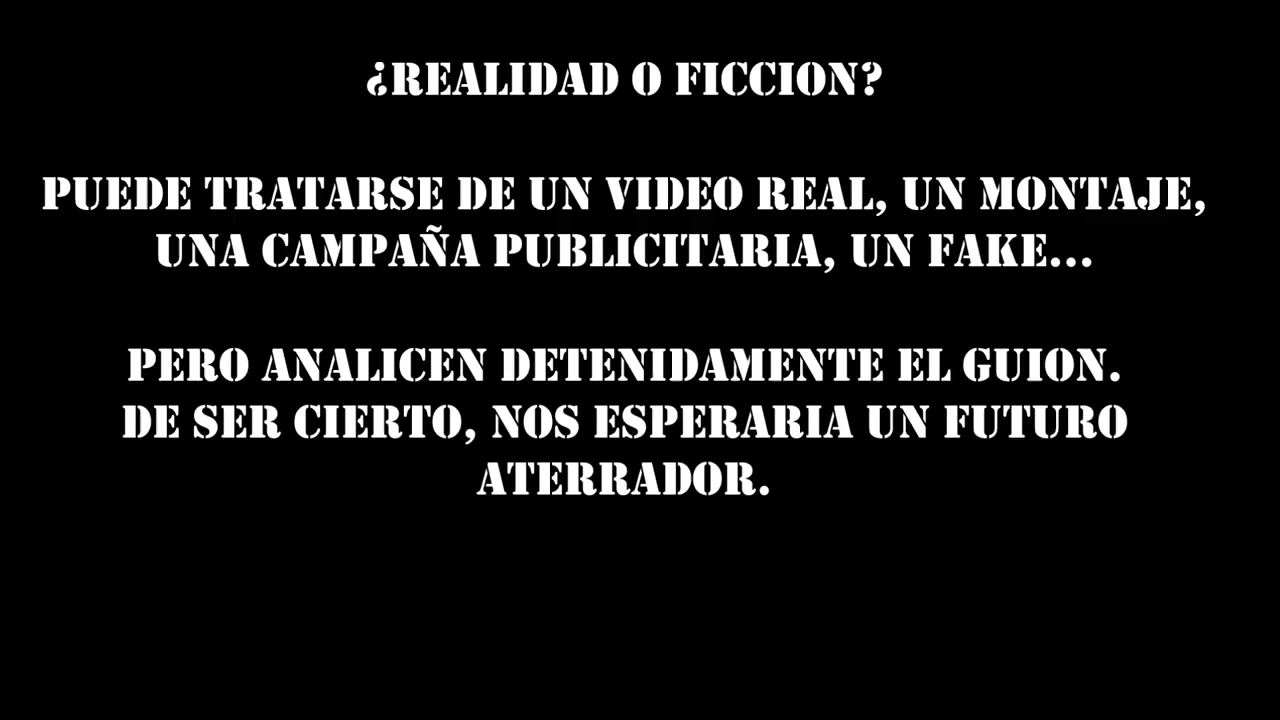 ¿REALIDAD O FICCION?
PUEDE TRATARSE DE UN VIDEO REAL, UN MONTAJE,
UNA CAMPAÑA PUBLICITARIA, UN FAKE...
PERO ANALICEN DETENIDAMENTE EL GUION.
DE SER CIERTO, NOS ESPERARIA UN FUTURO
ATERRADOR.